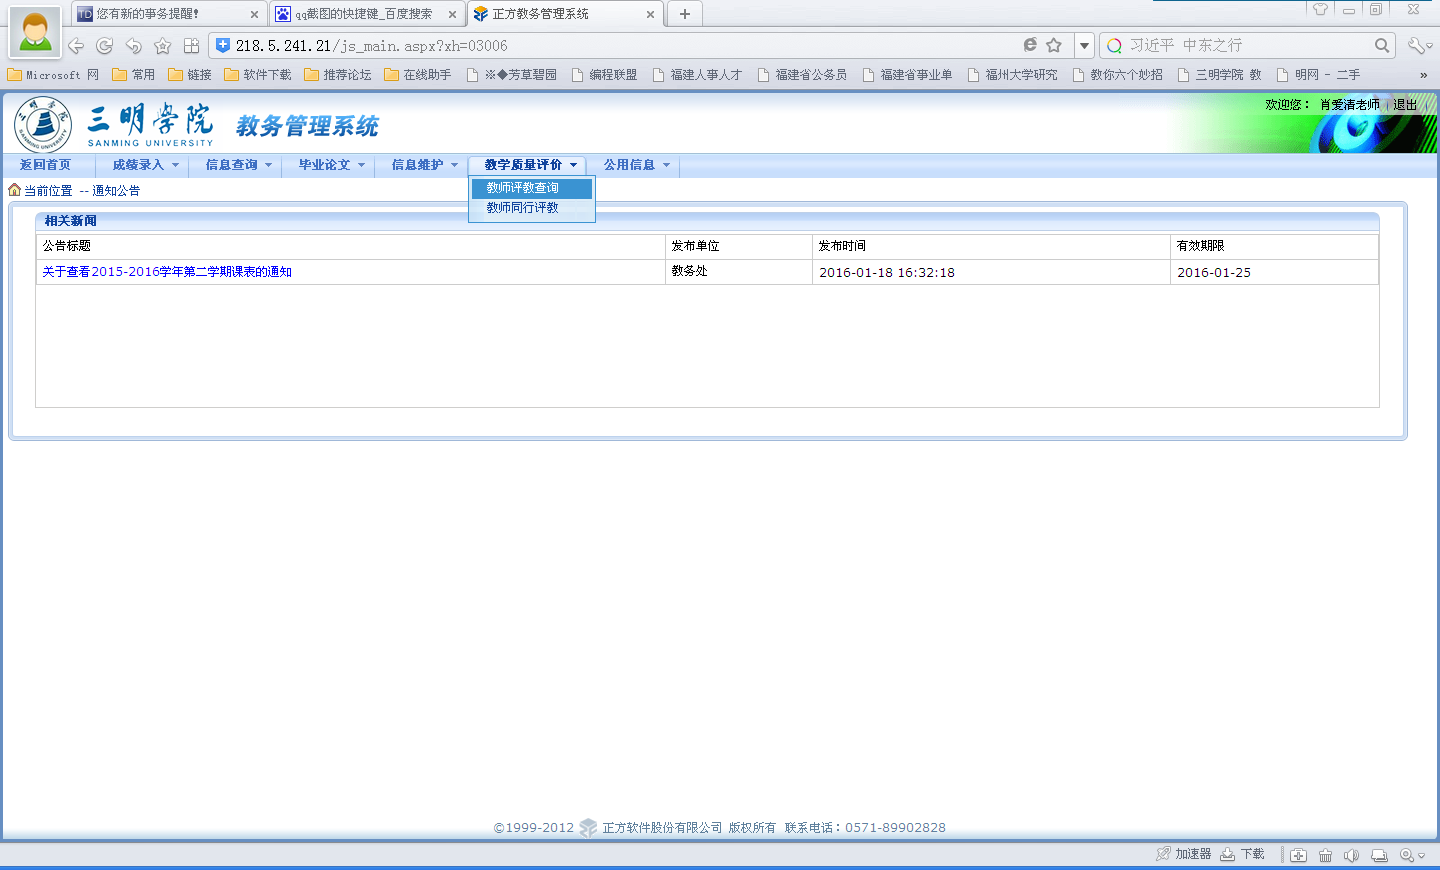 您有新的事务提醒!
qq截图的快捷键_百度搜索
正方教务管理系统
218.5.241.21/js_main.aspx?xh=03006
习近平 中东之行
Microsoft 网
常用
链接
软件下载
推荐论坛
在线助手
※◆芳草碧园
编程联盟
福建人事人才
福建省公务员
福建省事业单
福州大学研究
教你六个妙招
三明学院 教
明网 - 二手
»
三明学院
SANMING UNIVERSITY
教务管理系统
欢迎您： 肖爱清老师 退出
返回首页
成绩录入
信息查询
毕业论文
信息维护
教学质量评价
公用信息
当前位置 -- 通知公告
教师评教查询
教师同行评教
相关新闻
公告标题 发布单位 发布时间 有效期限
关于查看2015-2016学年第二学期课表的通知 教务处 2016-01-18 16:32:18 2016-01-25
©1999-2012 正方软件股份有限公司 版权所有 联系电话：0571-89902828
加速器
下载